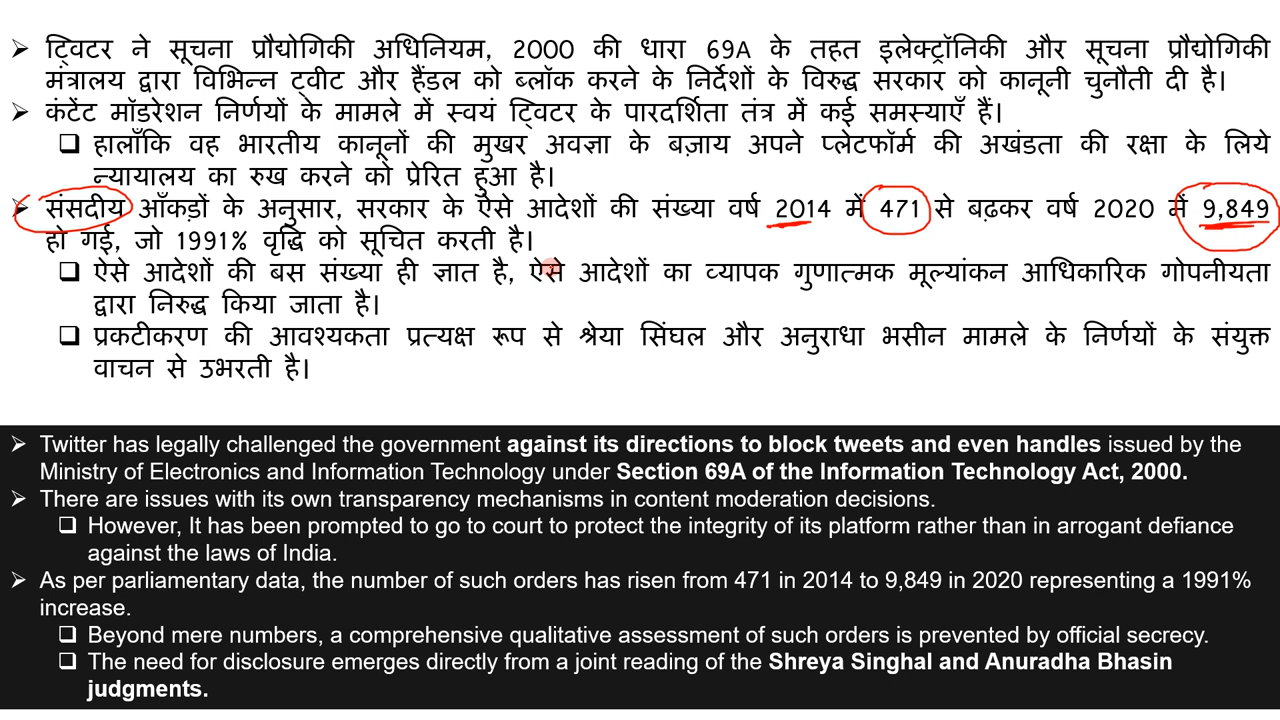 ➢ ट्विटर ने सूचना प्रौद्योगिकी अधिनियम, 2000 की धारा 69A के तहत इलेक्ट्रॉनिकी और सूचना प्रौद्योगिकी
मंत्रालय द्वारा विभिन्न ट्वीट और हैंडल को ब्लॉक करने के निर्देशों के विरुद्ध सरकार को कानूनी चुनौती दी है।
➢ कंटेंट मॉडरेशन निर्णयों के मामले में स्वयं ट्विटर के पारदर्शिता तंत्र में कई समस्याएँ हैं।
❑ हालाँकि वह भारतीय कानूनों की मुखर अवज्ञा के बज़ाय अपने प्लेटफॉर्म की अखंडता की रक्षा के लिये
न्यायालय का रुख करने को प्रेरित हुआ है।
➢ संसदीय आँकड़ों के अनुसार, सरकार के ऐसे आदेशों की संख्या वर्ष 2014 में 471 से बढ़कर वर्ष 2020 में 9,849
हो गई, जो 1991% वृद्धि को सूचित करती है।
❑ ऐसे आदेशों की बस संख्या ही ज्ञात है, ऐसे आदेशों का व्यापक गुणात्मक मूल्यांकन आधिकारिक गोपनीयता
द्वारा निरुद्ध किया जाता है।
❑ प्रकटीकरण की आवश्यकता प्रत्यक्ष रूप से श्रेया सिंघल और अनुराधा भसीन मामले के निर्णयों के संयुक्त
वाचन से उभरती है।
➢ Twitter has legally challenged the government against its directions to block tweets and even handles issued by the
Ministry of Electronics and Information Technology under Section 69A of the Information Technology Act, 2000.
➢ There are issues with its own transparency mechanisms in content moderation decisions.
❑ However, It has been prompted to go to court to protect the integrity of its platform rather than in arrogant defiance
against the laws of India.
➢ As per parliamentary data, the number of such orders has risen from 471 in 2014 to 9,849 in 2020 representing a 1991%
increase.
❑ Beyond mere numbers, a comprehensive qualitative assessment of such orders is prevented by official secrecy.
❑ The need for disclosure emerges directly from a joint reading of the Shreya Singhal and Anuradha Bhasin
judgments.